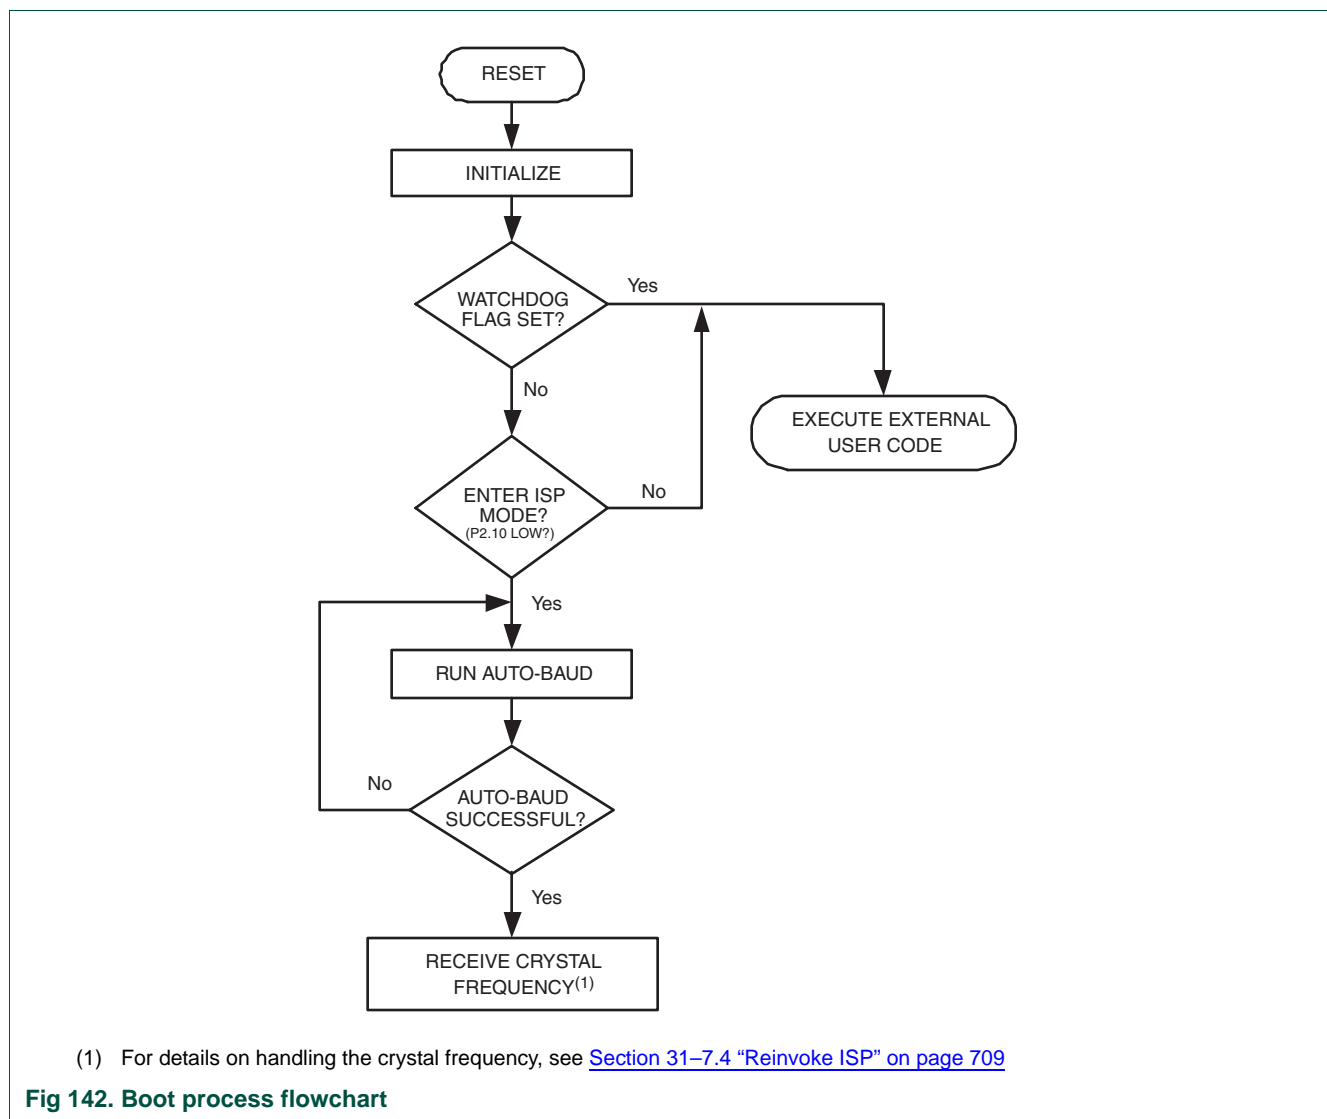 RESET
INITIALIZE
WATCHDOG
FLAG SET?
Yes
No
EXECUTE EXTERNAL
USER CODE
ENTER ISP
MODE?
(P2.10 LOW?)
No
Yes
RUN AUTO-BAUD
No
AUTO-BAUD
SUCCESSFUL?
Yes
RECEIVE CRYSTAL
FREQUENCY(1)
(1) For details on handling the crystal frequency, see Section 31–7.4 “Reinvoke ISP” on page 709
Fig 142. Boot process flowchart